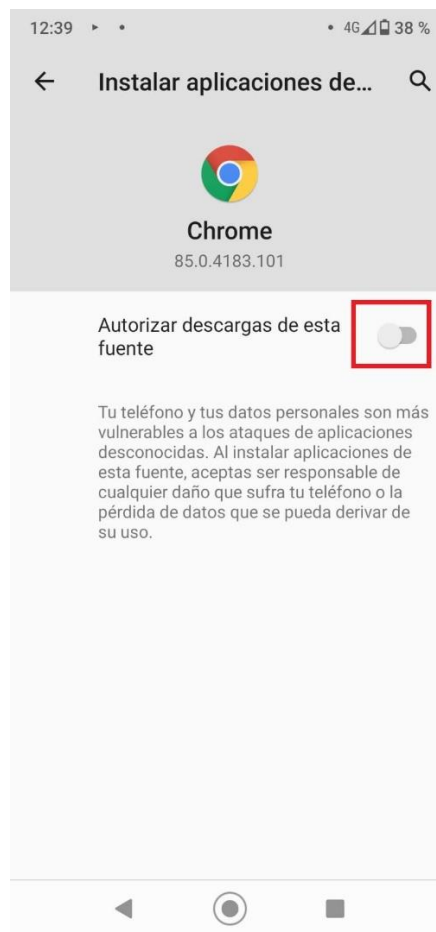 12:39 4G 38 %
Instalar aplicaciones de...
Chrome
85.0.4183.101
Autorizar descargas de esta
fuente
Tu teléfono y tus datos personales son más
vulnerables a los ataques de aplicaciones
desconocidas. Al instalar aplicaciones de
esta fuente, aceptas ser responsable de
cualquier daño que sufra tu teléfono o la
pérdida de datos que se pueda derivar de
su uso.